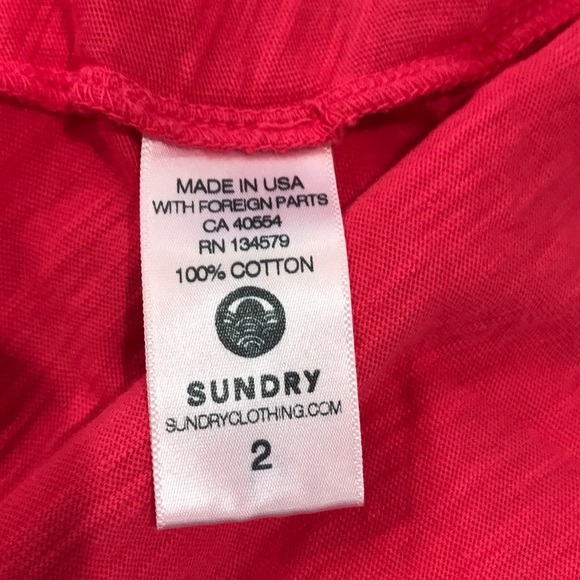 MADE IN USA
WITH FOREIGN PARTS
CA 40554
RN 134579
100% COTTON
SUNDRY
SUNDRYCLOTHING.COM
2